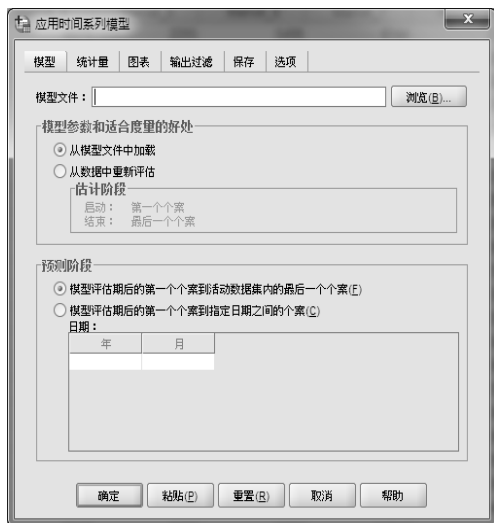 应用时间系列模型
模型 统计量 图表 输出过滤 保存 选项
模型文件： 浏览(B)...
模型参数和适合度量的好处
从模型文件中加载
从数据中重新评估
估计阶段
启动： 第一个个案
结束： 最后一个个案
预测阶段
模型评估期后的第一个个案到活动数据集内的最后一个个案(F)
模型评估期后的第一个个案到指定日期之间的个案(C)
日期：
年 月
确定 粘贴(P) 重置(R) 取消 帮助